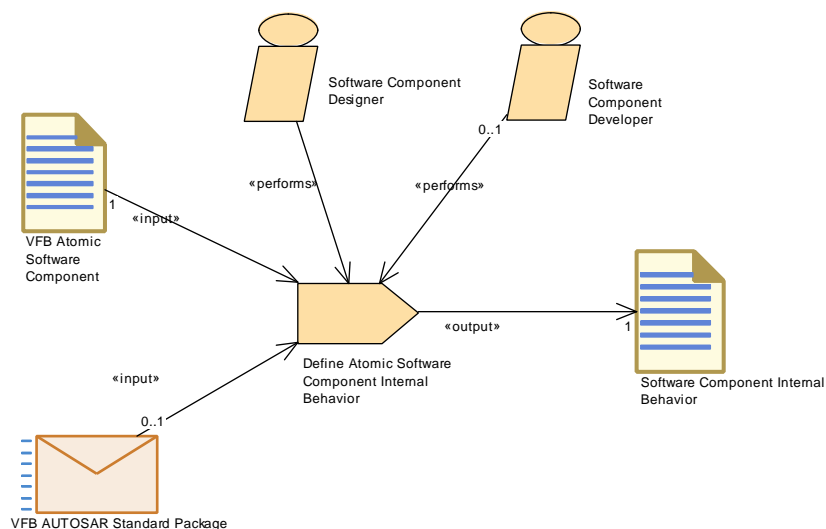 Software Component
Designer
Software
Component
Developer
0..1
«performs»
«performs»
1
«input»
VFB Atomic
Software
Component
«output»
1
Define Atomic Software
Component Internal
Behavior
Software Component Internal
Behavior
«input»
0..1
VFB AUTOSAR Standard Package